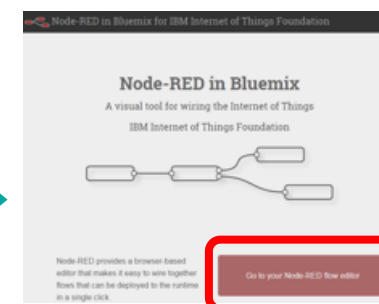 Node-RED in Bluemix for IBM Internet of Things Foundation
Node-RED in Bluemix
A visual tool for wiring the Internet of Things
IBM Internet of Things Foundation
Node-RED provides a browser-based
editor that makes it easy to wire together
flows that can be deployed to the runtime
in a single click.
Go to your Node-RED flow editor